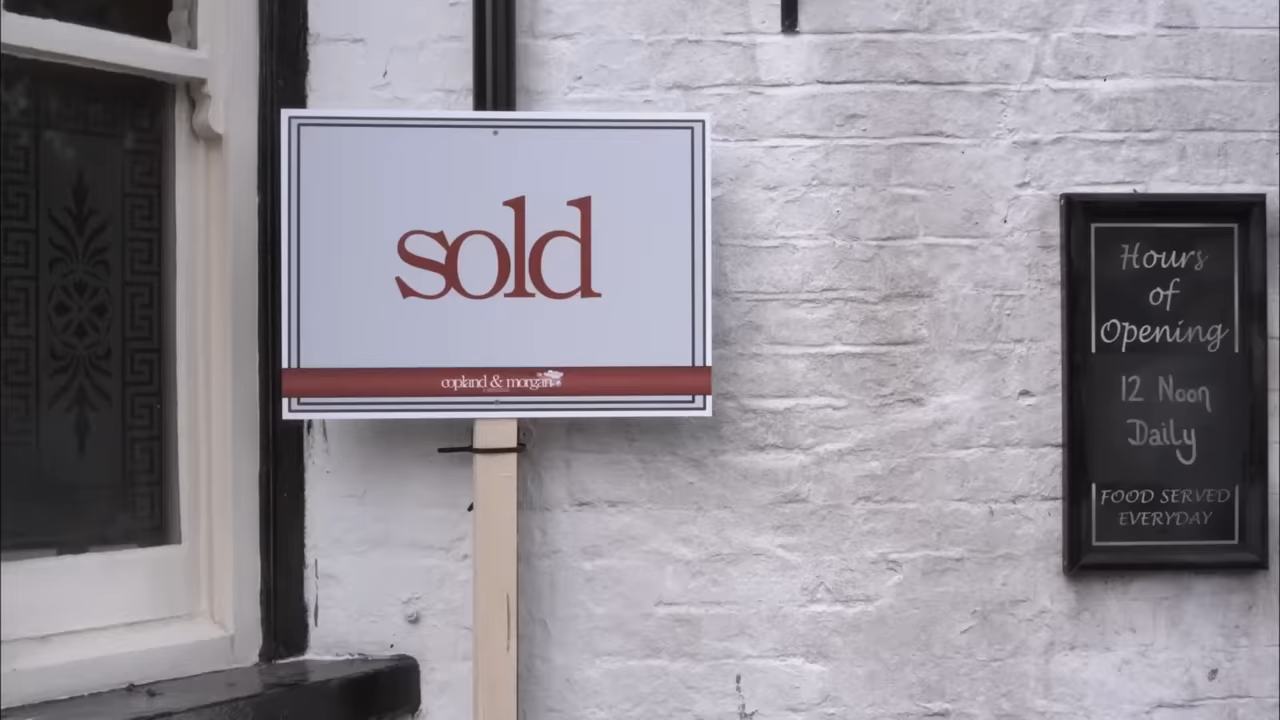 sold
copland & morgan
Hours
of
Opening
12 Noon
Daily
FOOD SERVED
EVERYDAY